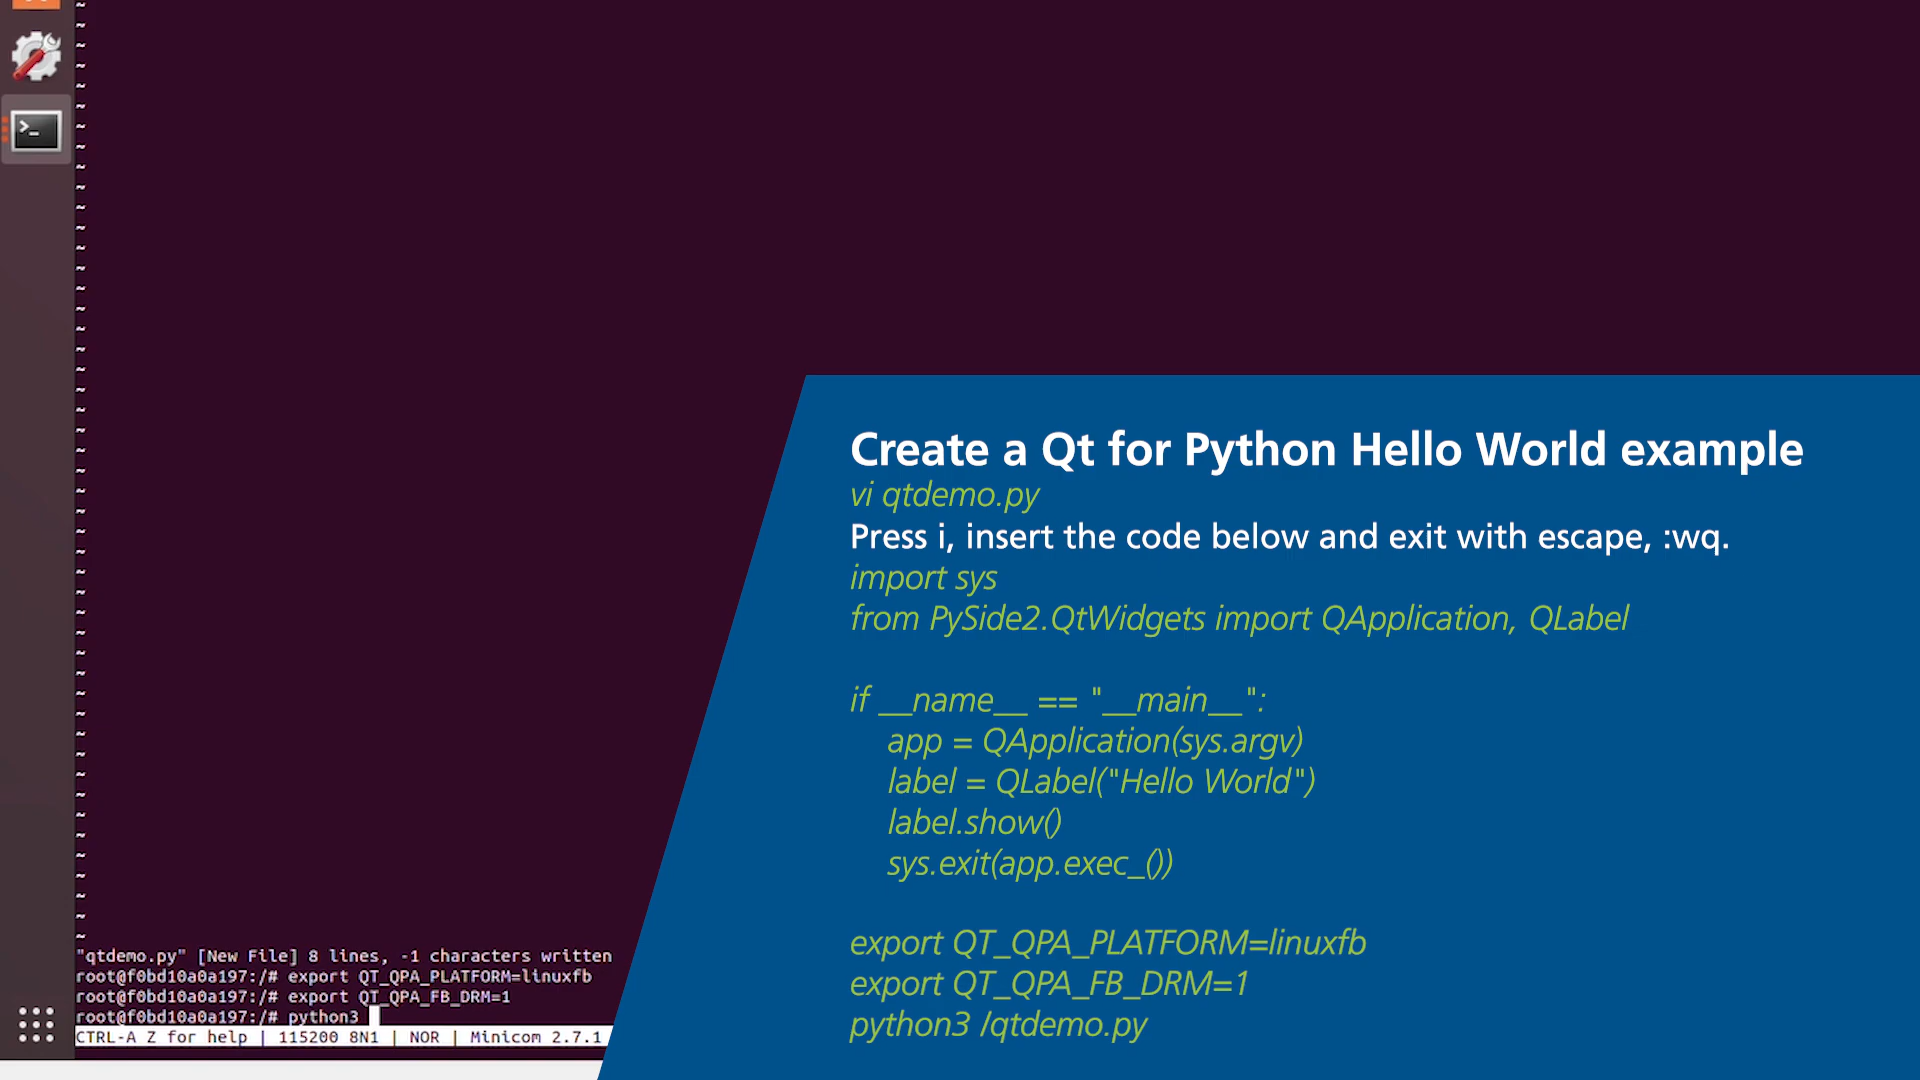 Create a Qt for Python Hello World example
vi qtdemo.py
Press i, insert the code below and exit with escape, :wq.
import sys
from PySide2.QtWidgets import QApplication, QLabel
if __name__ == "__main__":
app = QApplication(sys.argv)
label = QLabel("Hello World")
label.show()
sys.exit(app.exec_())
export QT_QPA_PLATFORM=linuxfb
export QT_QPA_FB_DRM=1
python3 /qtdemo.py
"qtdemo.py" [New File] 8 lines, -1 characters written
root@f0bd10a0a197:/# export QT_QPA_PLATFORM=linuxfb
root@f0bd10a0a197:/# export QT_QPA_FB_DRM=1
root@f0bd10a0a197:/# python3
CTRL-A Z for help | 115200 8N1 | NOR | Minicom 2.7.1